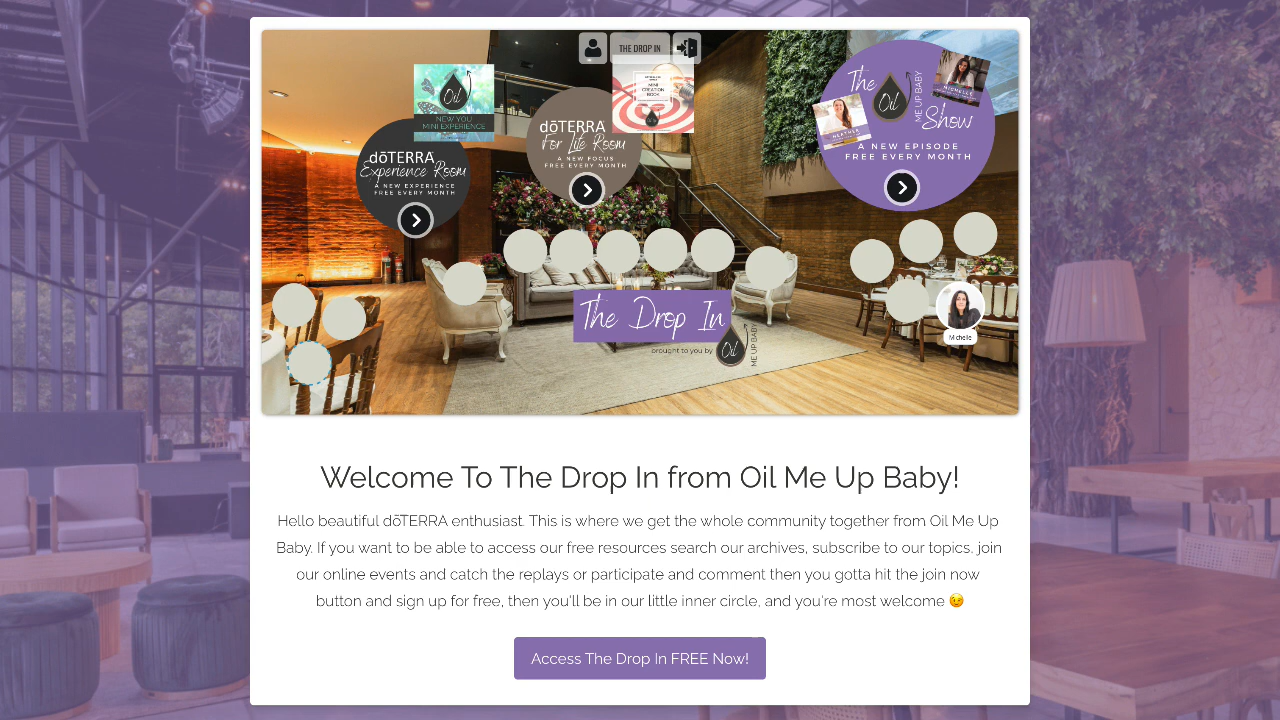 THE DROP IN
Oil
NEW YOU
MINI EXPERIENCE
MINI
CREATION
BOOK
dōTERRA
Experience Room
A NEW EXPERIENCE
FREE EVERY MONTH
dōTERRA
For Life Room
A NEW FOCUS
FREE EVERY MONTH
The
Oil
ME UP BABY
Show
HEATHER
MICHELLE
A NEW EPISODE
FREE EVERY MONTH
The Drop In
brought to you by
Oil
ME UP BABY
Michelle
Welcome To The Drop In from Oil Me Up Baby!
Hello beautiful dōTERRA enthusiast. This is where we get the whole community together from Oil Me Up
Baby. If you want to be able to access our free resources search our archives, subscribe to our topics, join
our online events and catch the replays or participate and comment then you gotta hit the join now
button and sign up for free, then you'll be in our little inner circle, and you're most welcome 😉
Access The Drop In FREE Now!